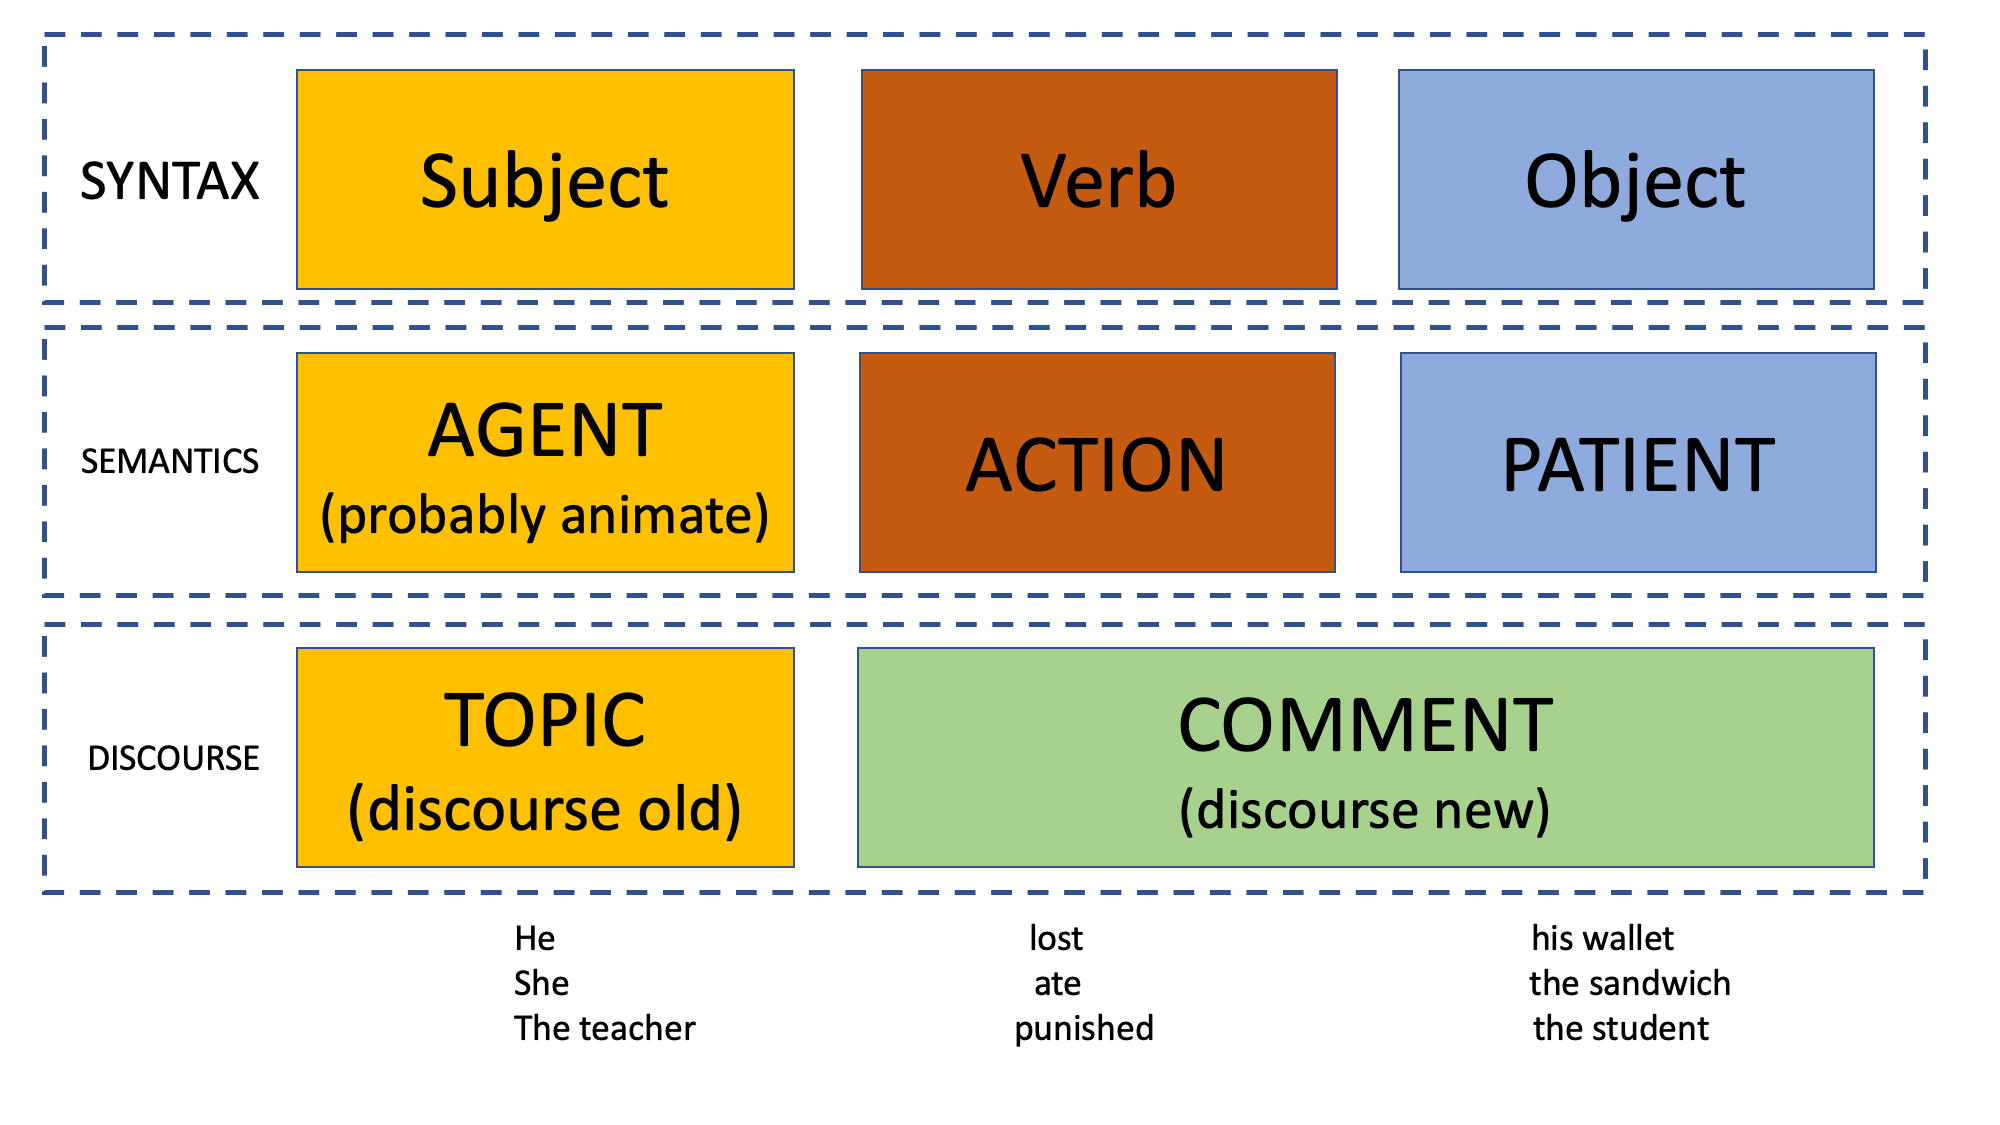 SYNTAX Subject Verb Object
SEMANTICS AGENT (probably animate) ACTION PATIENT
DISCOURSE TOPIC (discourse old) COMMENT (discourse new)
He lost his wallet
She ate the sandwich
The teacher punished the student